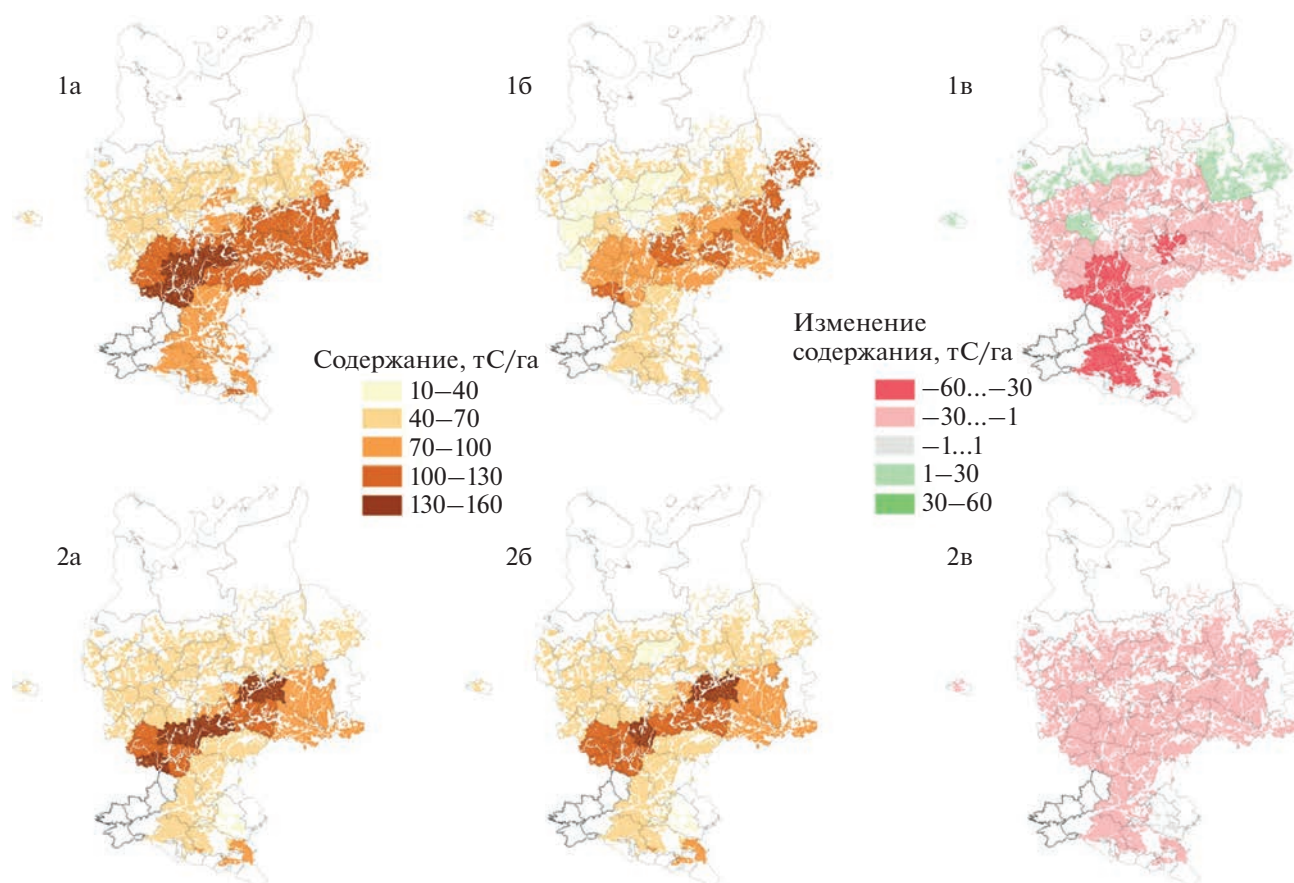 1а
1б
1в
Содержание, тС/га
10–40
40–70
70–100
100–130
130–160
Изменение
содержания, тС/га
–60...–30
–30...–1
–1...1
1–30
30–60
2а
2б
2в